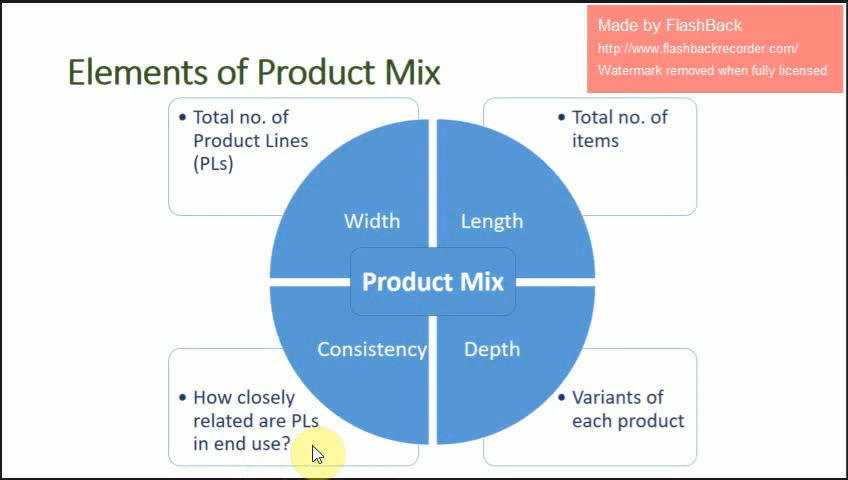 Made by FlashBack
http://www.flashbackrecorder.com/
Watermark removed when fully licensed
Elements of Product Mix
• Total no. of
Product Lines
(PLs)
• Total no. of
items
Width
Length
Product Mix
Consistency
Depth
• How closely
related are PLs
in end use?
• Variants of
each product